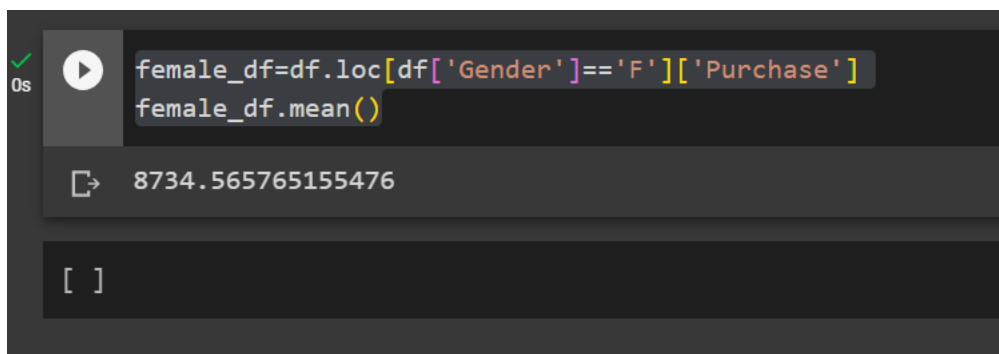 0s
female_df=df.loc[df['Gender']=='F']['Purchase']
female_df.mean()
8734.565765155476
[ ]